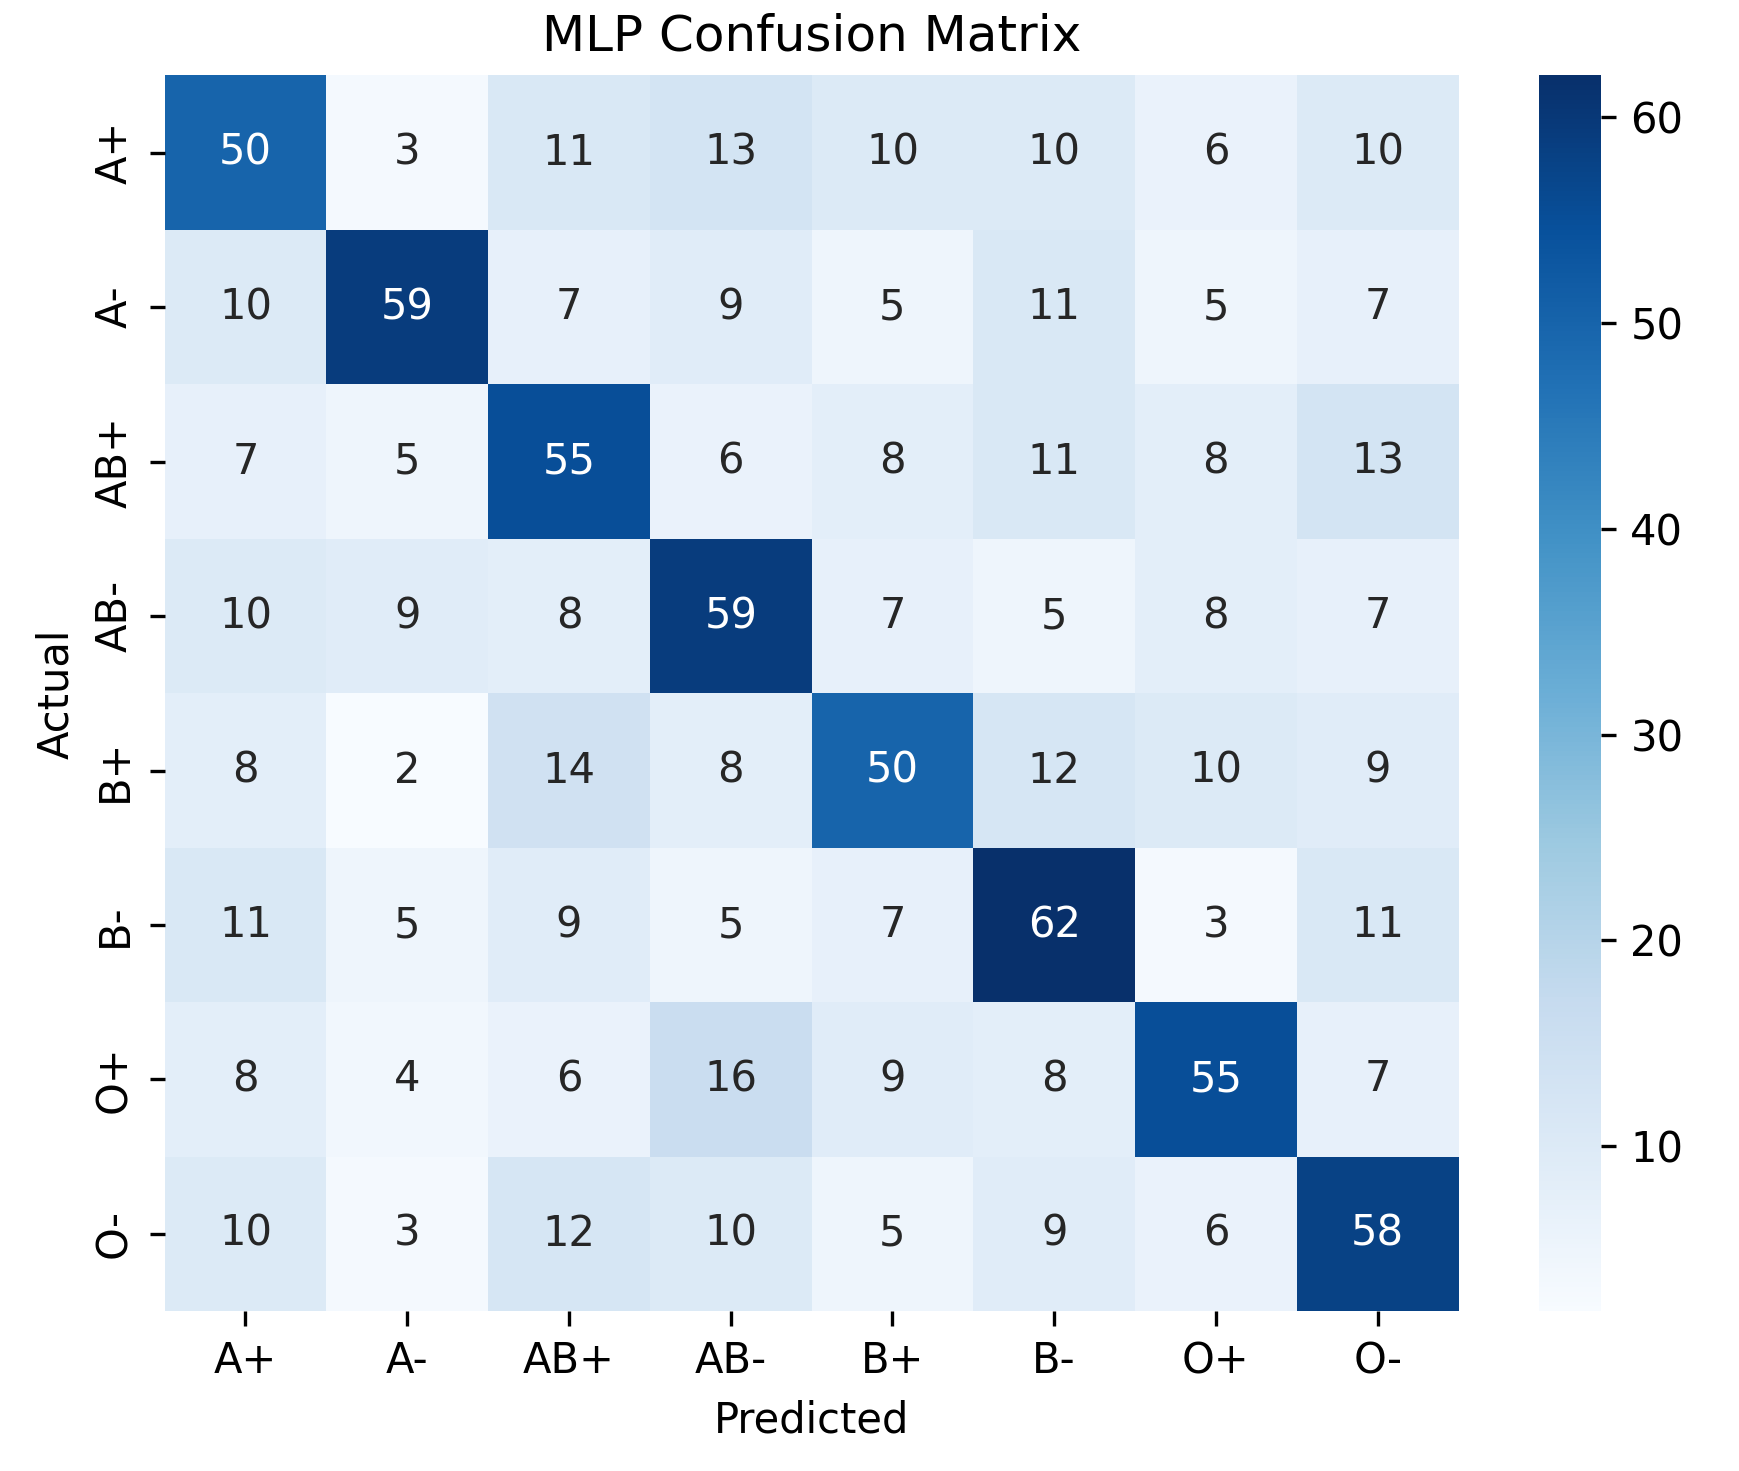 MLP Confusion Matrix
A+ 50 3 11 13 10 10 6 10
A- 10 59 7 9 5 11 5 7
AB+ 7 5 55 6 8 11 8 13
AB- 10 9 8 59 7 5 8 7
B+ 8 2 14 8 50 12 10 9
B- 11 5 9 5 7 62 3 11
O+ 8 4 6 16 9 8 55 7
O- 10 3 12 10 5 9 6 58
Actual
A+ A- AB+ AB- B+ B- O+ O-
Predicted
60
50
40
30
20
10